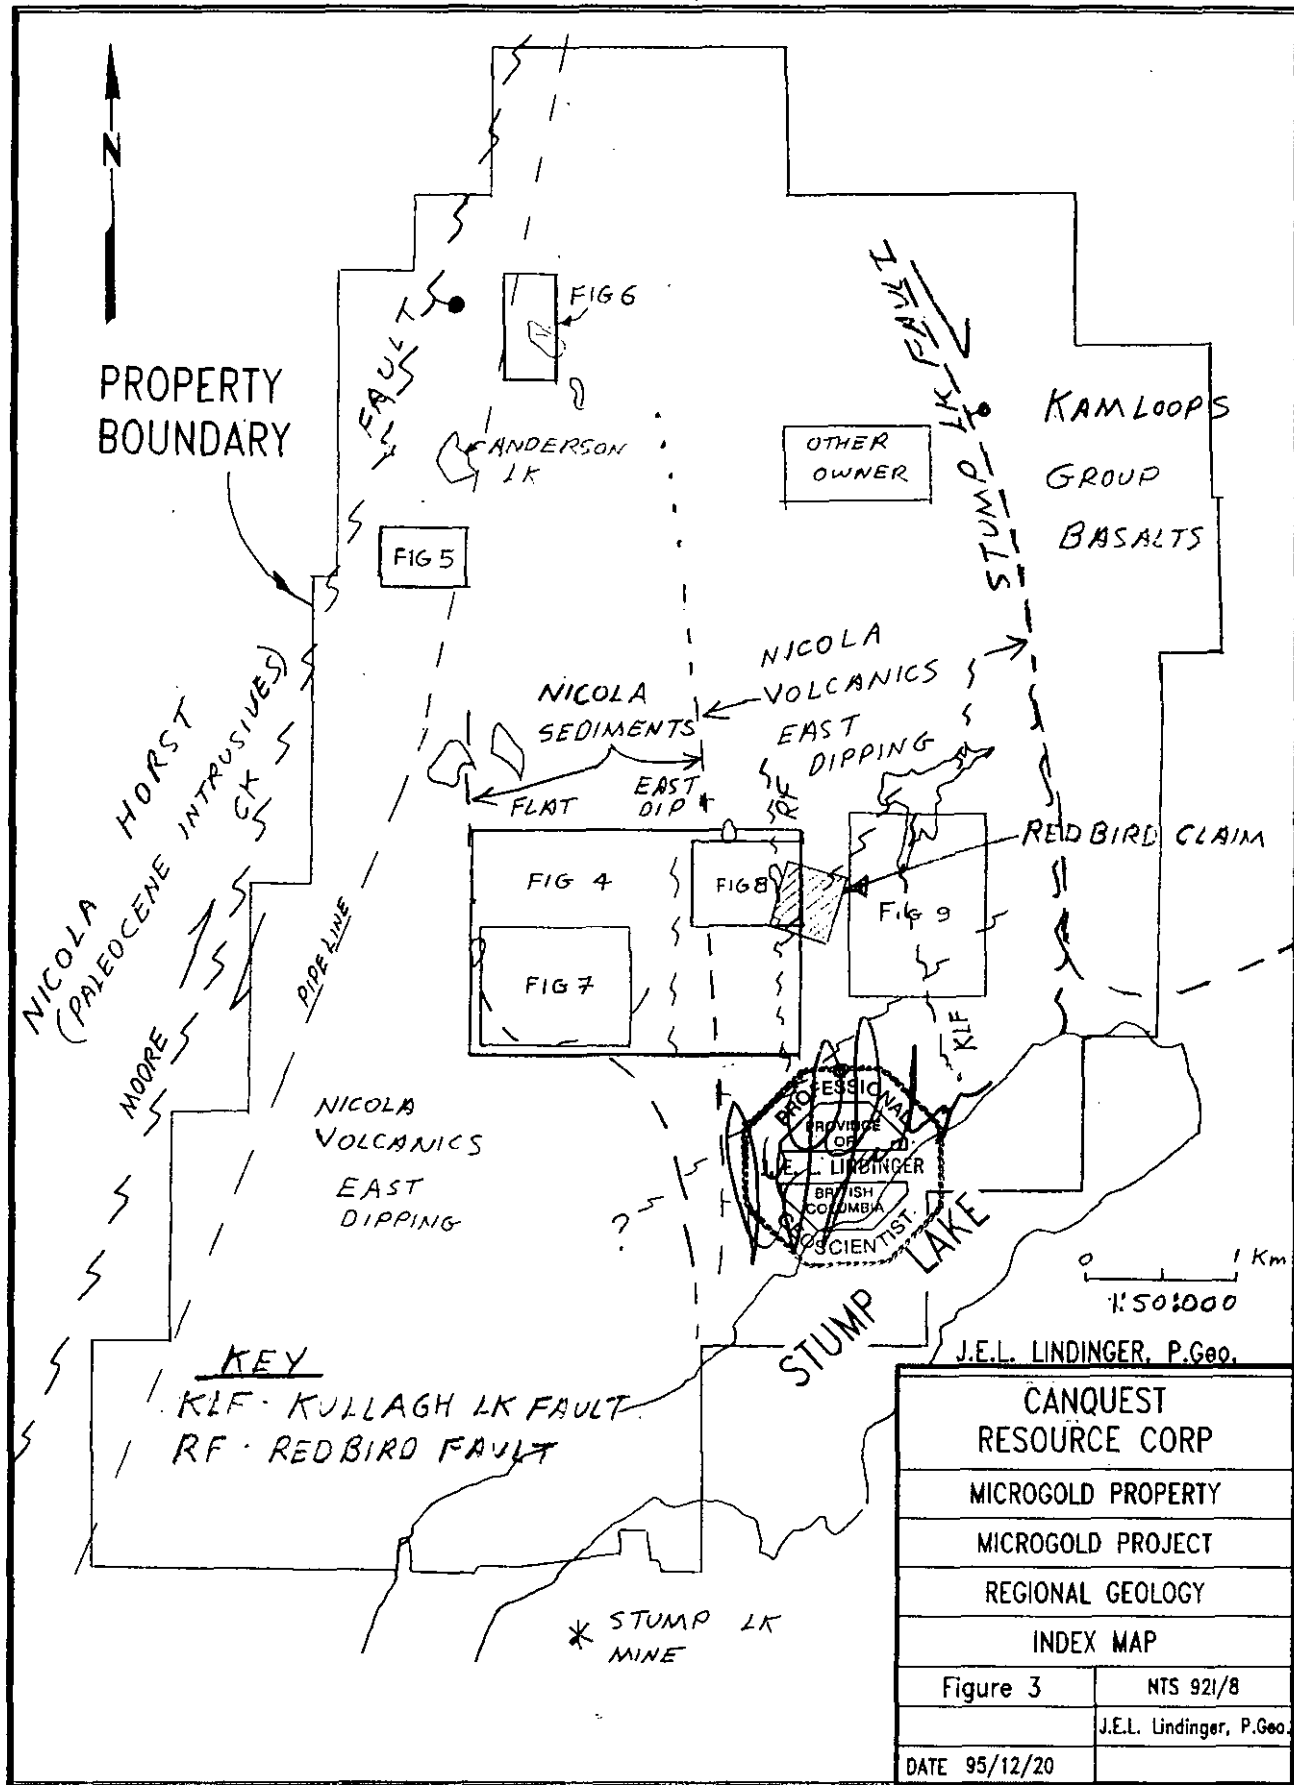 N
PROPERTY
BOUNDARY
FIG 6
FAULT
ANDERSON
LK
FIG 5
OTHER
OWNER
STUMP LK FAULT
KAMLOOPS
GROUP
BASALTS
NICOLA
VOLCANICS
EAST
DIPPING
NICOLA
SEDIMENTS
FLAT
EAST
DIP
RF
NICOLA HORST
(PALEOCENE INTRUSIVES)
MOORE
CK
PIPELINE
FIG 4
FIG 8
REDBIRD CLAIM
FIG 9
FIG 7
KLF
NICOLA
VOLCANICS
EAST
DIPPING
?
PROFESSIONAL
PROVINCE
OF
J.E.L. LINDINGER
BRITISH
COLUMBIA
GEOSCIENTIST
STUMP LAKE
0 1 Km
1:50:000
KEY
KLF - KULLAGH LK FAULT
RF - REDBIRD FAULT
STUMP LK
MINE
J.E.L. LINDINGER, P.Geo.
CANQUEST
RESOURCE CORP
MICROGOLD PROPERTY
MICROGOLD PROJECT
REGIONAL GEOLOGY
INDEX MAP
Figure 3
NTS 92I/8
J.E.L. Lindinger, P.Geo.
DATE 95/12/20